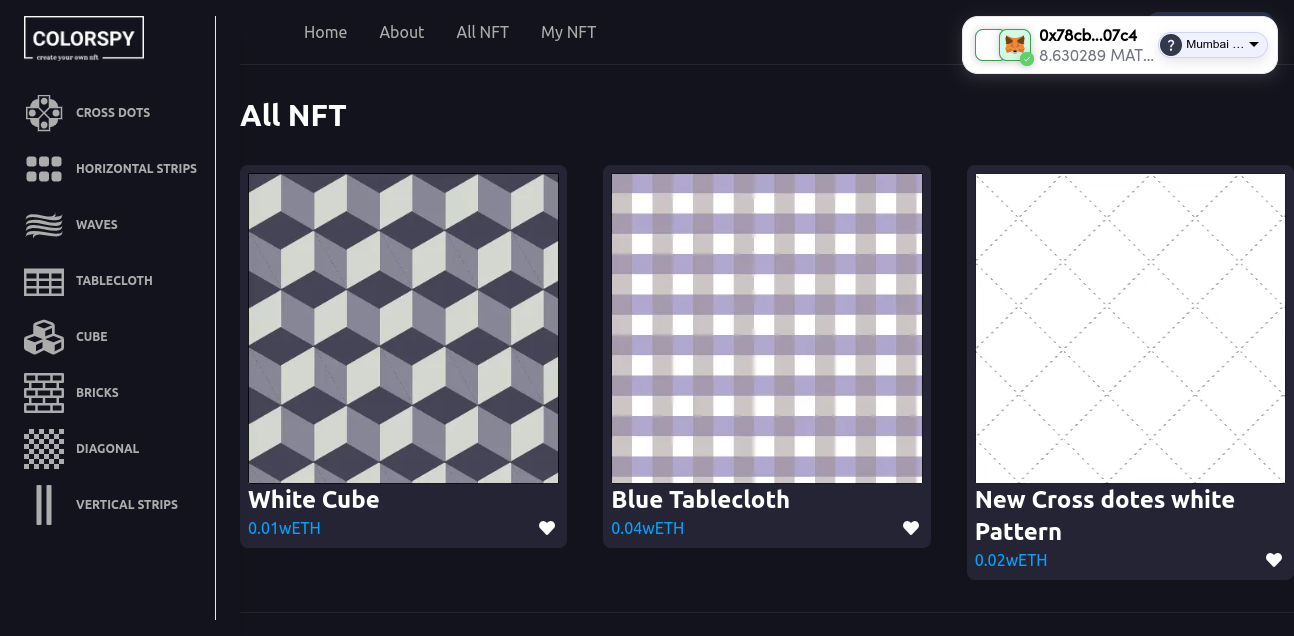 COLORSPY
create your own nft
Home About All NFT My NFT
0x78cb...07c4
8.630289 MAT...
? Mumbai ...
CROSS DOTS
HORIZONTAL STRIPS
WAVES
TABLECLOTH
CUBE
BRICKS
DIAGONAL
VERTICAL STRIPS
All NFT
White Cube
0.01wETH
Blue Tablecloth
0.04wETH
New Cross dotes white
Pattern
0.02wETH